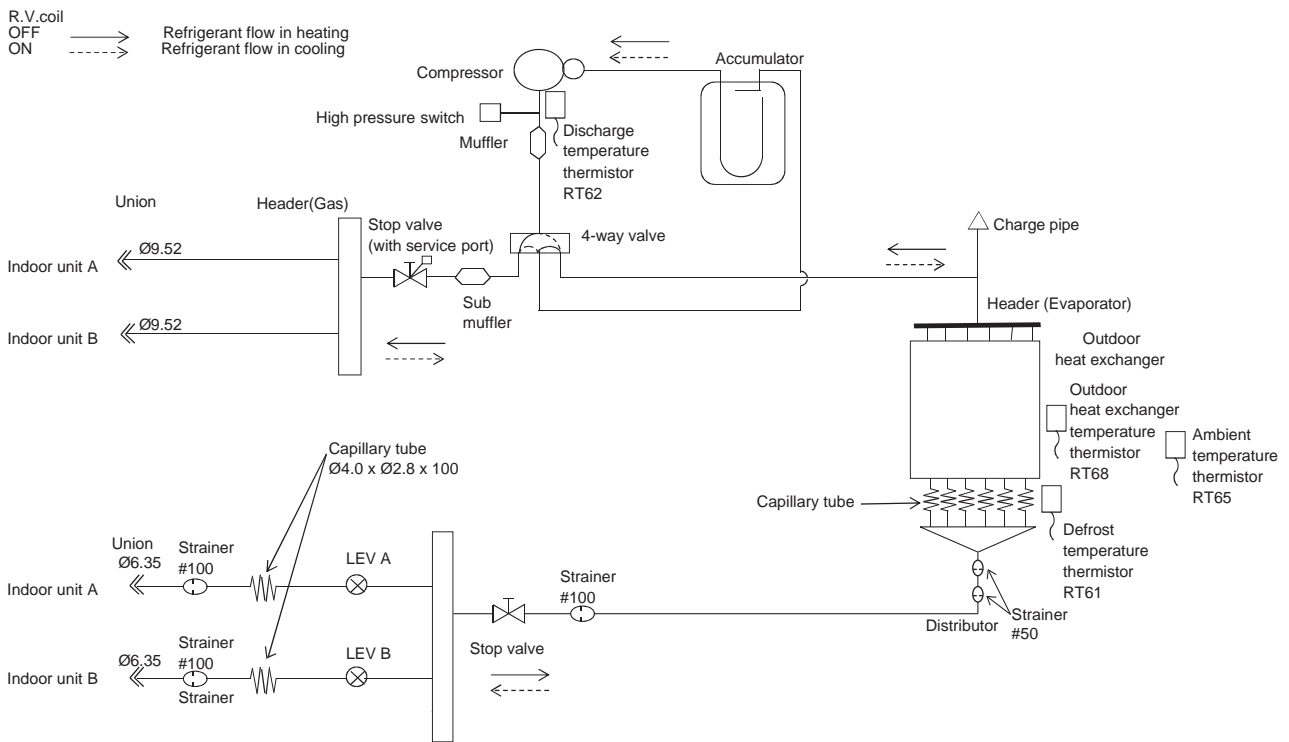 R.V.coil
OFF
Refrigerant flow in heating
ON
Refrigerant flow in cooling
Compressor
Accumulator
High pressure switch
Muffler
Discharge
temperature
thermistor
RT62
Union
Header(Gas)
Stop valve
(with service port)
4-way valve
Charge pipe
Indoor unit A
Ø9.52
Sub
muffler
Header (Evaporator)
Indoor unit B
Ø9.52
Outdoor
heat exchanger
Outdoor
heat exchanger
temperature
thermistor
RT68
Ambient
temperature
thermistor
RT65
Capillary tube
Ø4.0 x Ø2.8 x 100
Capillary tube
Defrost
temperature
thermistor
RT61
Union
Ø6.35
Strainer
#100
LEV A
Indoor unit A
Strainer
#100
Distributor
Strainer
#50
Stop valve
Ø6.35
Strainer
#100
LEV B
Indoor unit B
Strainer